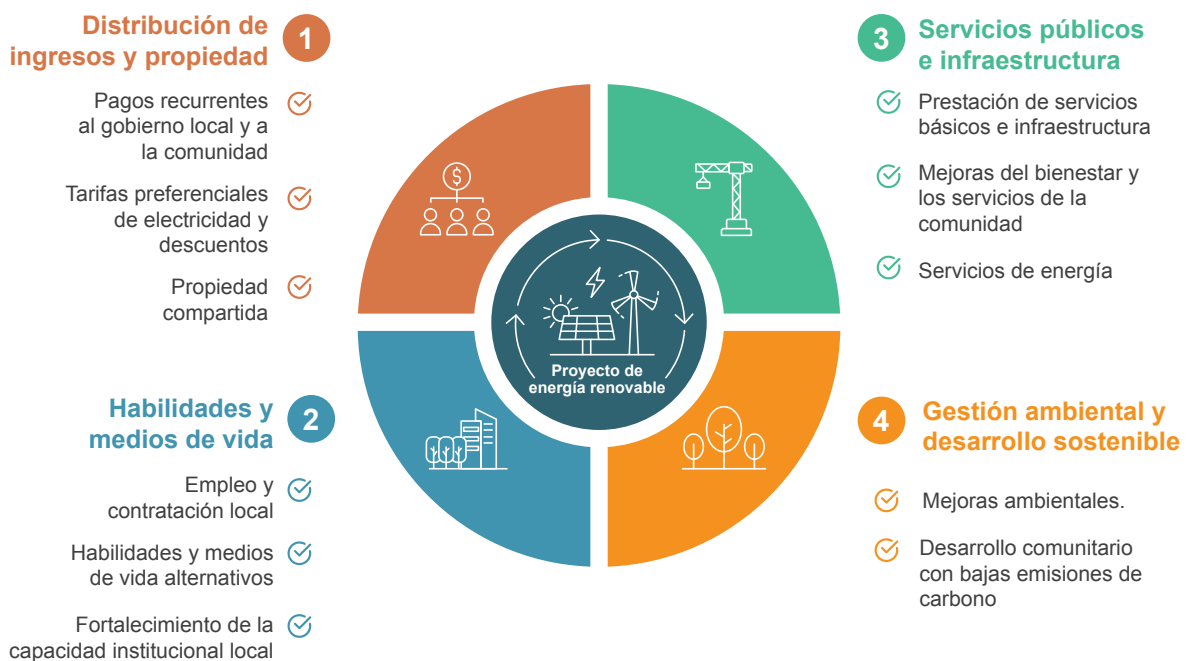 Distribución de
ingresos y propiedad
1
Pagos recurrentes
al gobierno local y a
la comunidad
Tarifas preferenciales
de electricidad y
descuentos
Propiedad
compartida
Habilidades y
medios de vida
2
Empleo y
contratación local
Habilidades y medios
de vida alternativos
Fortalecimiento de la
capacidad institucional local
$
Proyecto de
energía renovable
3
Servicios públicos
e infraestructura
Prestación de servicios
básicos e infraestructura
Mejoras del bienestar y
los servicios de la
comunidad
Servicios de energía
4
Gestión ambiental y
desarrollo sostenible
Mejoras ambientales.
Desarrollo comunitario
con bajas emisiones de
carbono